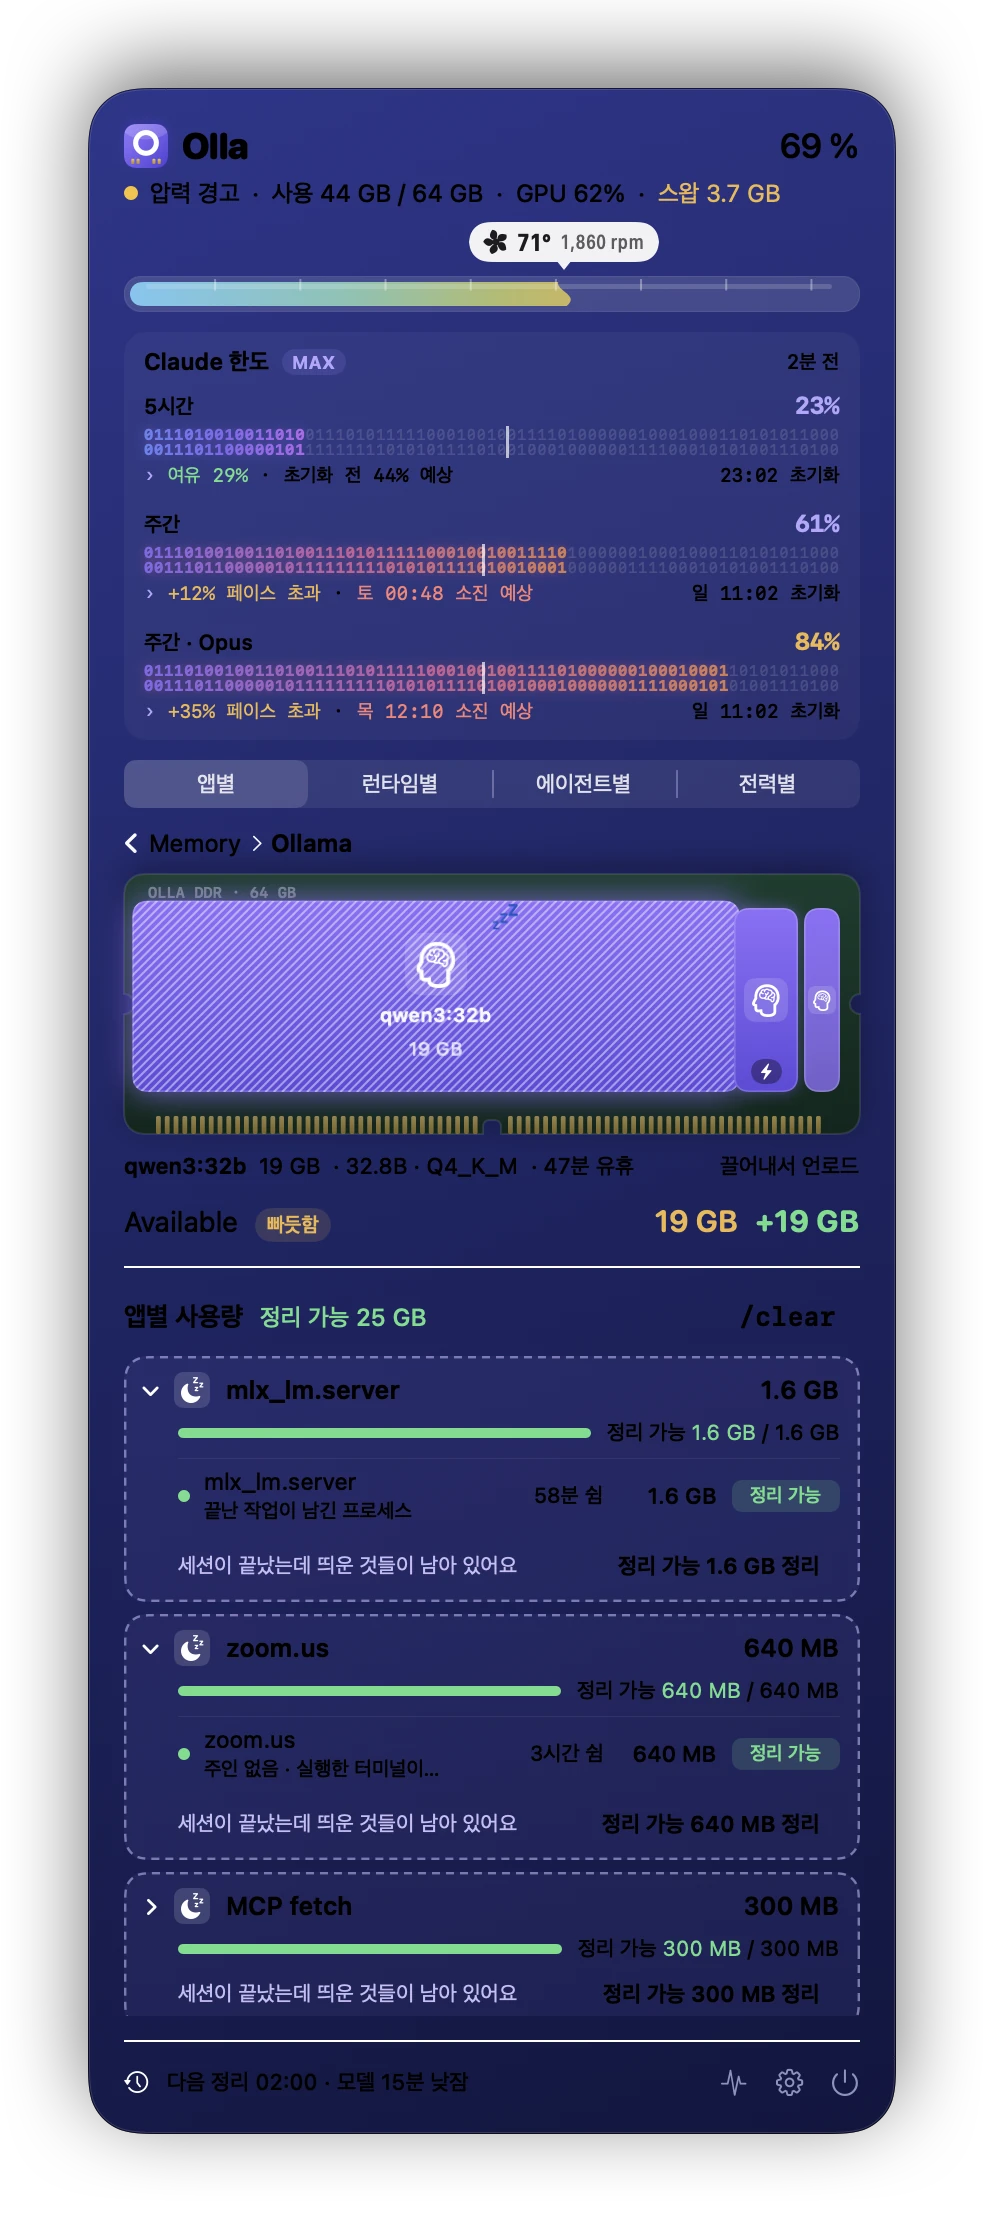 Olla
69 %
압력 경고 · 사용 44 GB / 64 GB · GPU 62% · 스왑 3.7 GB
71° 1,860 rpm
Claude 한도 MAX 2분 전
5시간 23%
› 여유 29% · 초기화 전 44% 예상 23:02 초기화
주간 61%
› +12% 페이스 초과 · 토 00:48 소진 예상 일 11:02 초기화
주간 · Opus 84%
› +35% 페이스 초과 · 목 12:10 소진 예상 일 11:02 초기화
앱별 런타임별 에이전트별 전력별
Memory > Ollama
OLLA DDR · 64 GB
zzz
qwen3:32b
19 GB
qwen3:32b 19 GB · 32.8B · Q4_K_M · 47분 유휴 끌어내서 언로드
Available 빠듯함 19 GB +19 GB
앱별 사용량 정리 가능 25 GB /clear
mlx_lm.server 1.6 GB
정리 가능 1.6 GB / 1.6 GB
mlx_lm.server
끝난 작업이 남긴 프로세스
58분 쉼 1.6 GB 정리 가능
세션이 끝났는데 띄운 것들이 남아 있어요 정리 가능 1.6 GB 정리
zoom.us 640 MB
정리 가능 640 MB / 640 MB
zoom.us
주인 없음 · 실행한 터미널이...
3시간 쉼 640 MB 정리 가능
세션이 끝났는데 띄운 것들이 남아 있어요 정리 가능 640 MB 정리
MCP fetch 300 MB
정리 가능 300 MB / 300 MB
세션이 끝났는데 띄운 것들이 남아 있어요 정리 가능 300 MB 정리
다음 정리 02:00 · 모델 15분 낮잠